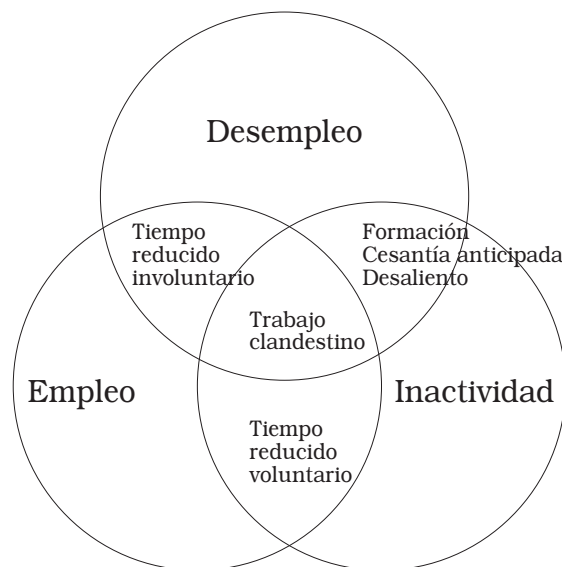 Desempleo
Tiempo
reducido
involuntario
Formación
Cesantía anticipada
Desaliento
Trabajo
clandestino
Empleo
Inactividad
Tiempo
reducido
voluntario